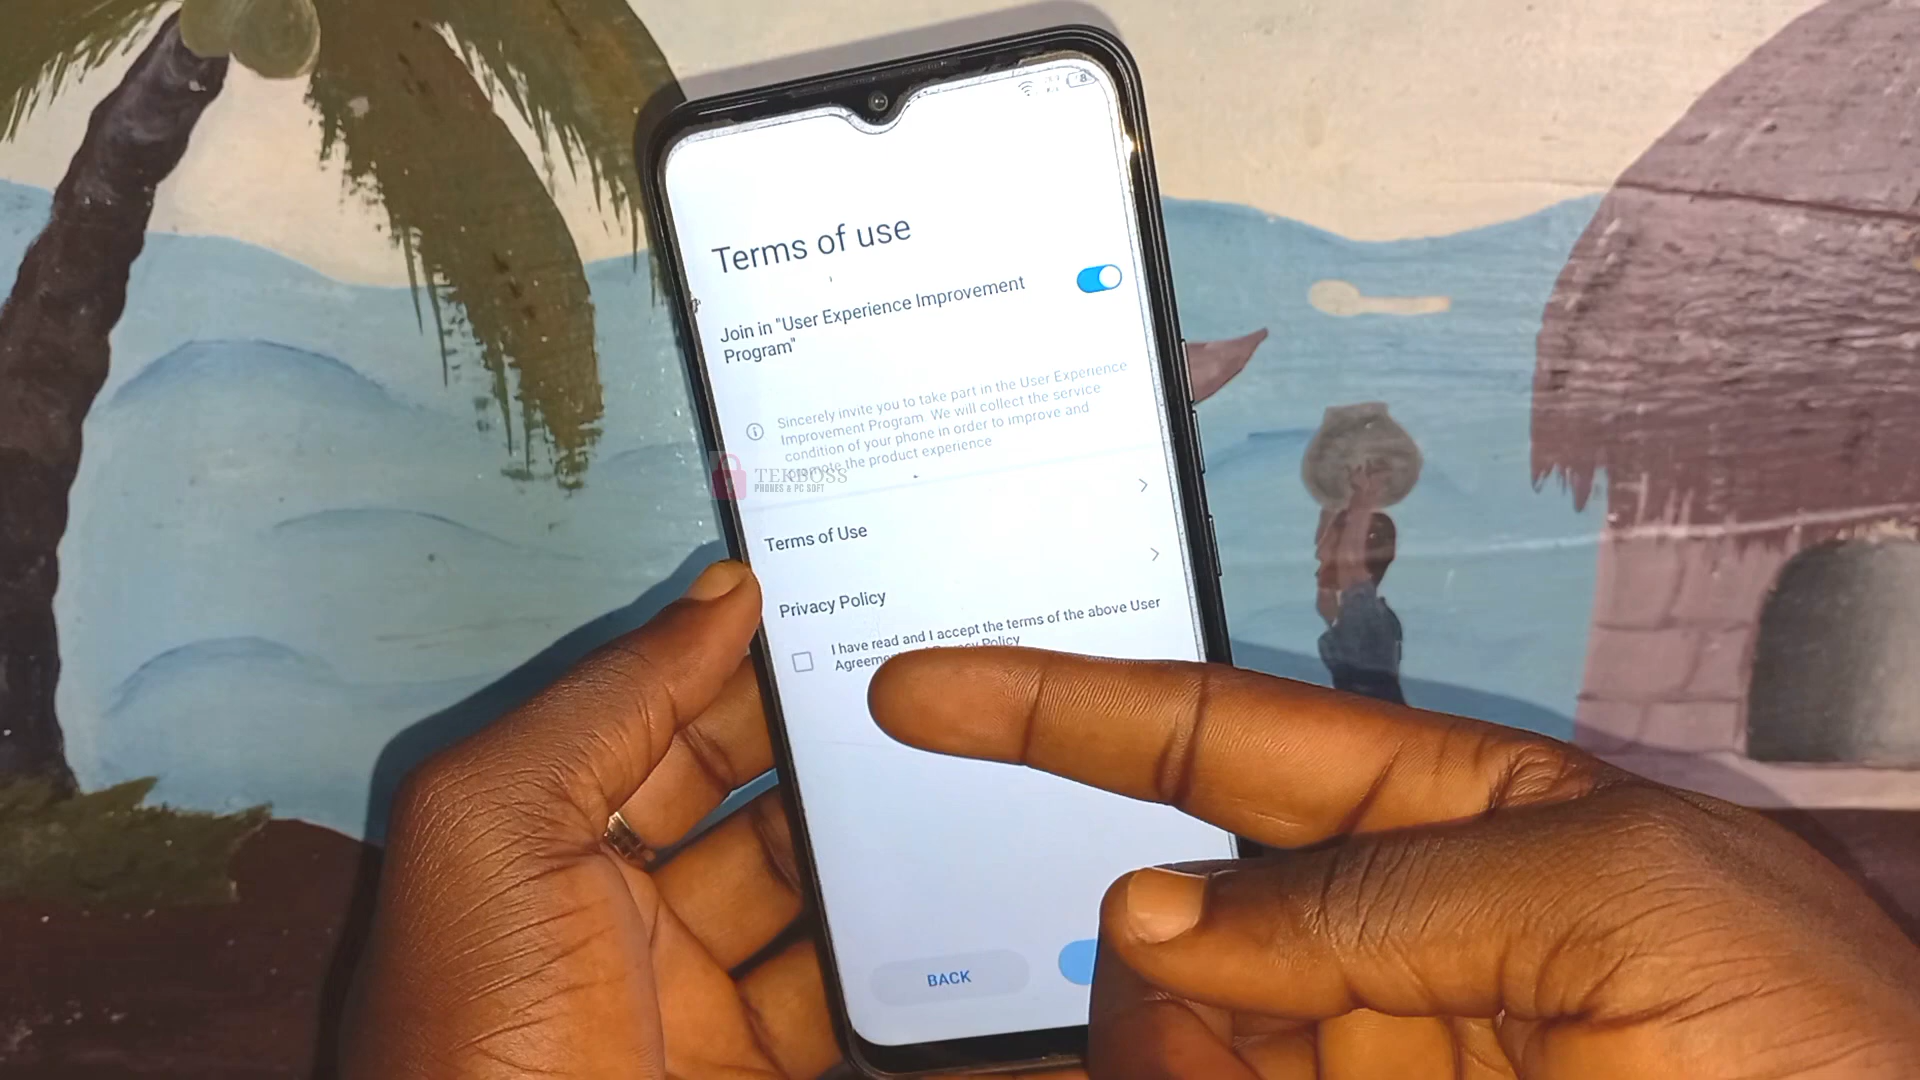 8
Terms of use
Join in "User Experience Improvement
Program"
Sincerely invite you to take part in the User Experience
Improvement Program. We will collect the service
condition of your phone in order to improve and
promote the product experience
TEKBOSS
PHONES & PC SOFT
Terms of Use
Privacy Policy
I have read and I accept the terms of the above User
Agreement Privacy Policy
BACK